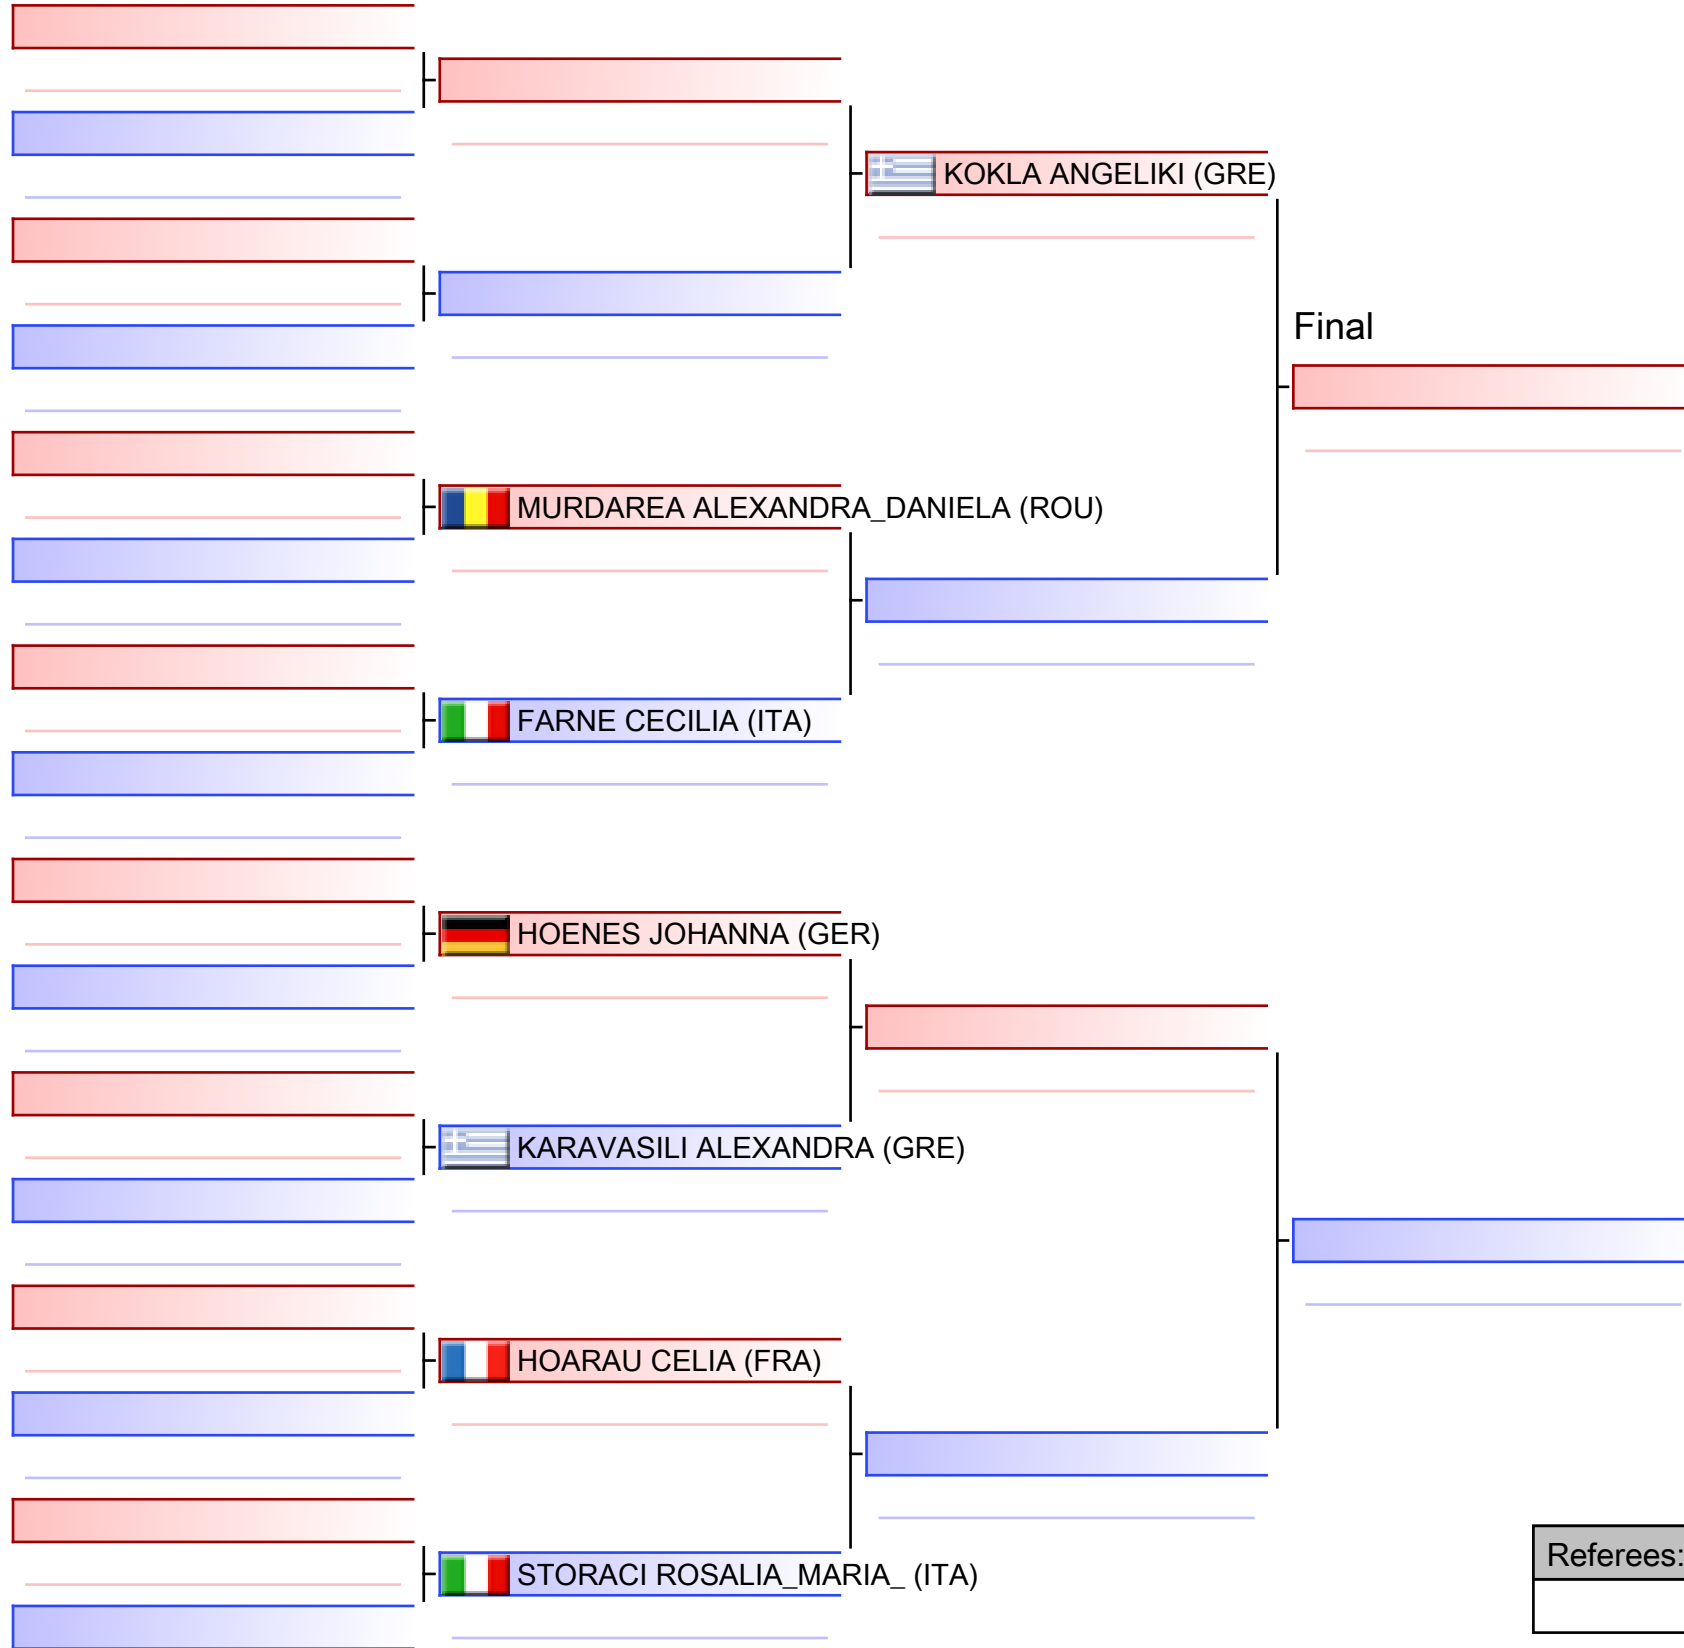 KOKLA ANGELIKI (GRE)
Final
MURDAREA ALEXANDRA_DANIELA (ROU)
FARNE CECILIA (ITA)
HOENES JOHANNA (GER)
KARAVASILI ALEXANDRA (GRE)
HOARAU CELIA (FRA)
STORACI ROSALIA_MARIA_ (ITA)
Referees: